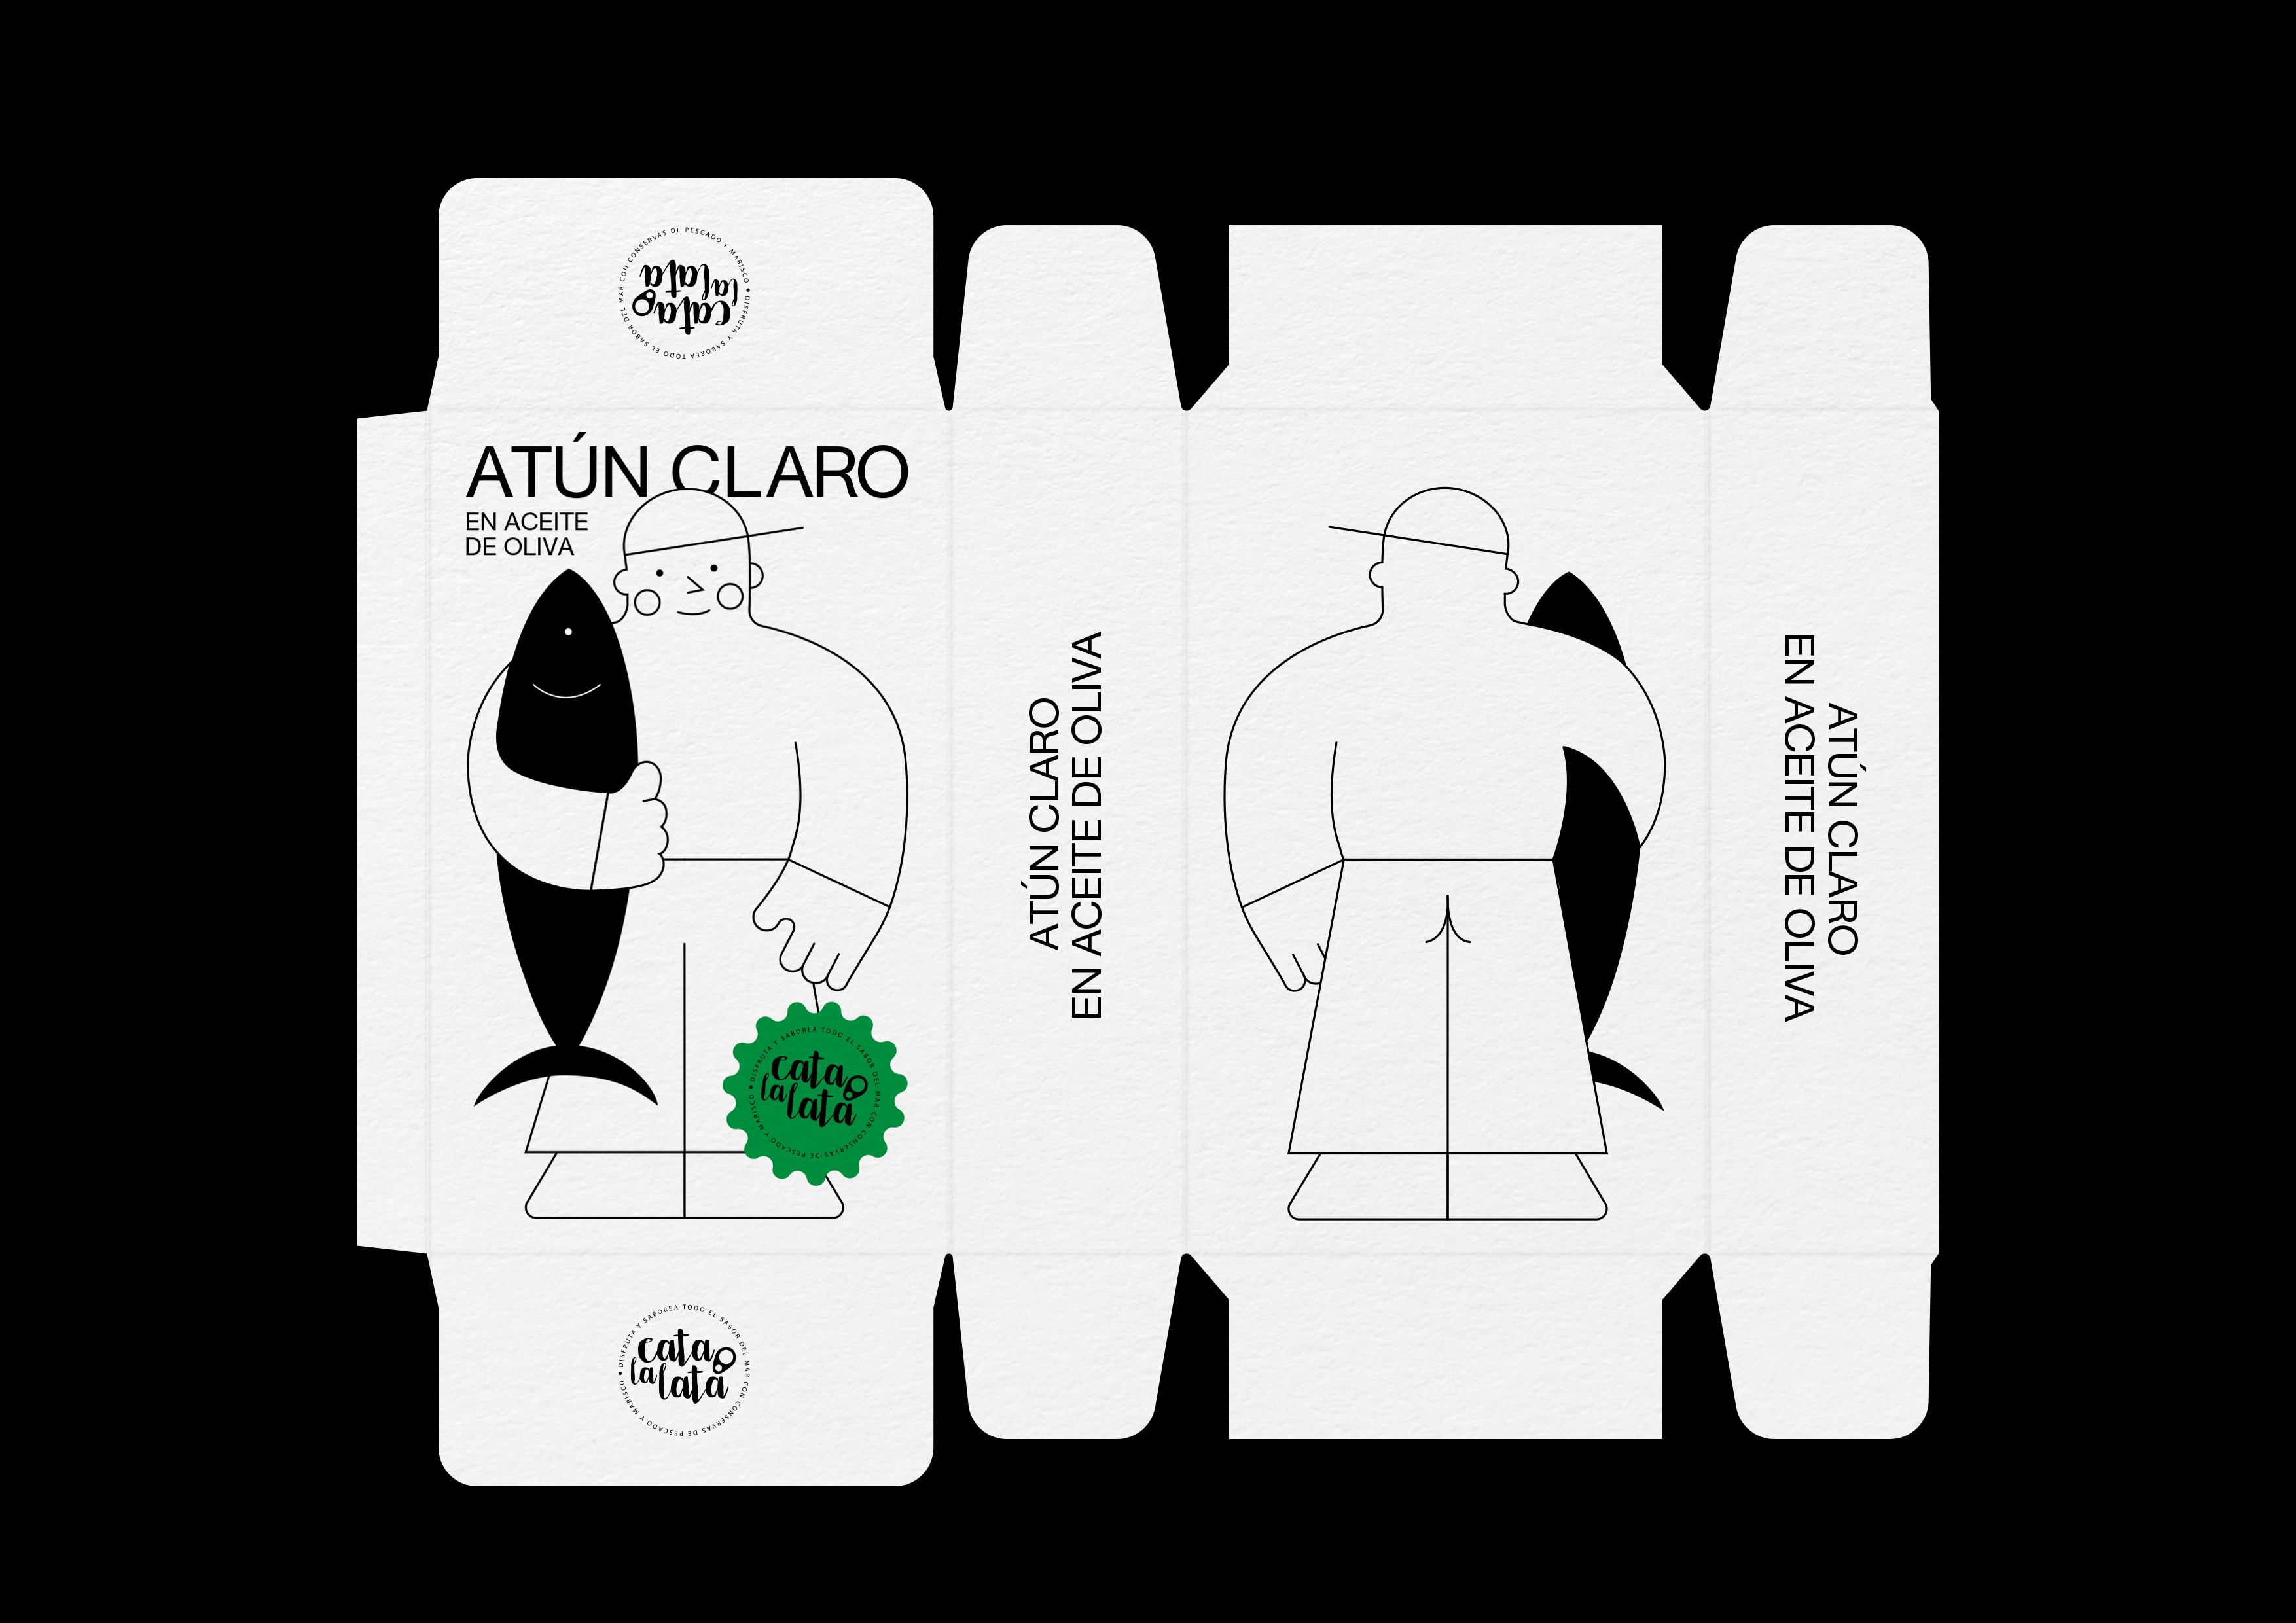 cata
la lata
DISFRUTA Y SABOREA TODO EL SABOR DEL MAR CON CONSERVAS DE PESCADO Y MARISCO •
ATÚN CLARO
EN ACEITE
DE OLIVA
cata
la lata
DISFRUTA Y SABOREA TODO EL SABOR DEL MAR CON CONSERVAS DE PESCADO Y MARISCO •
cata
la lata
DISFRUTA Y SABOREA TODO EL SABOR DEL MAR CON CONSERVAS DE PESCADO Y MARISCO •
ATÚN CLARO
EN ACEITE DE OLIVA
ATÚN CLARO
EN ACEITE DE OLIVA